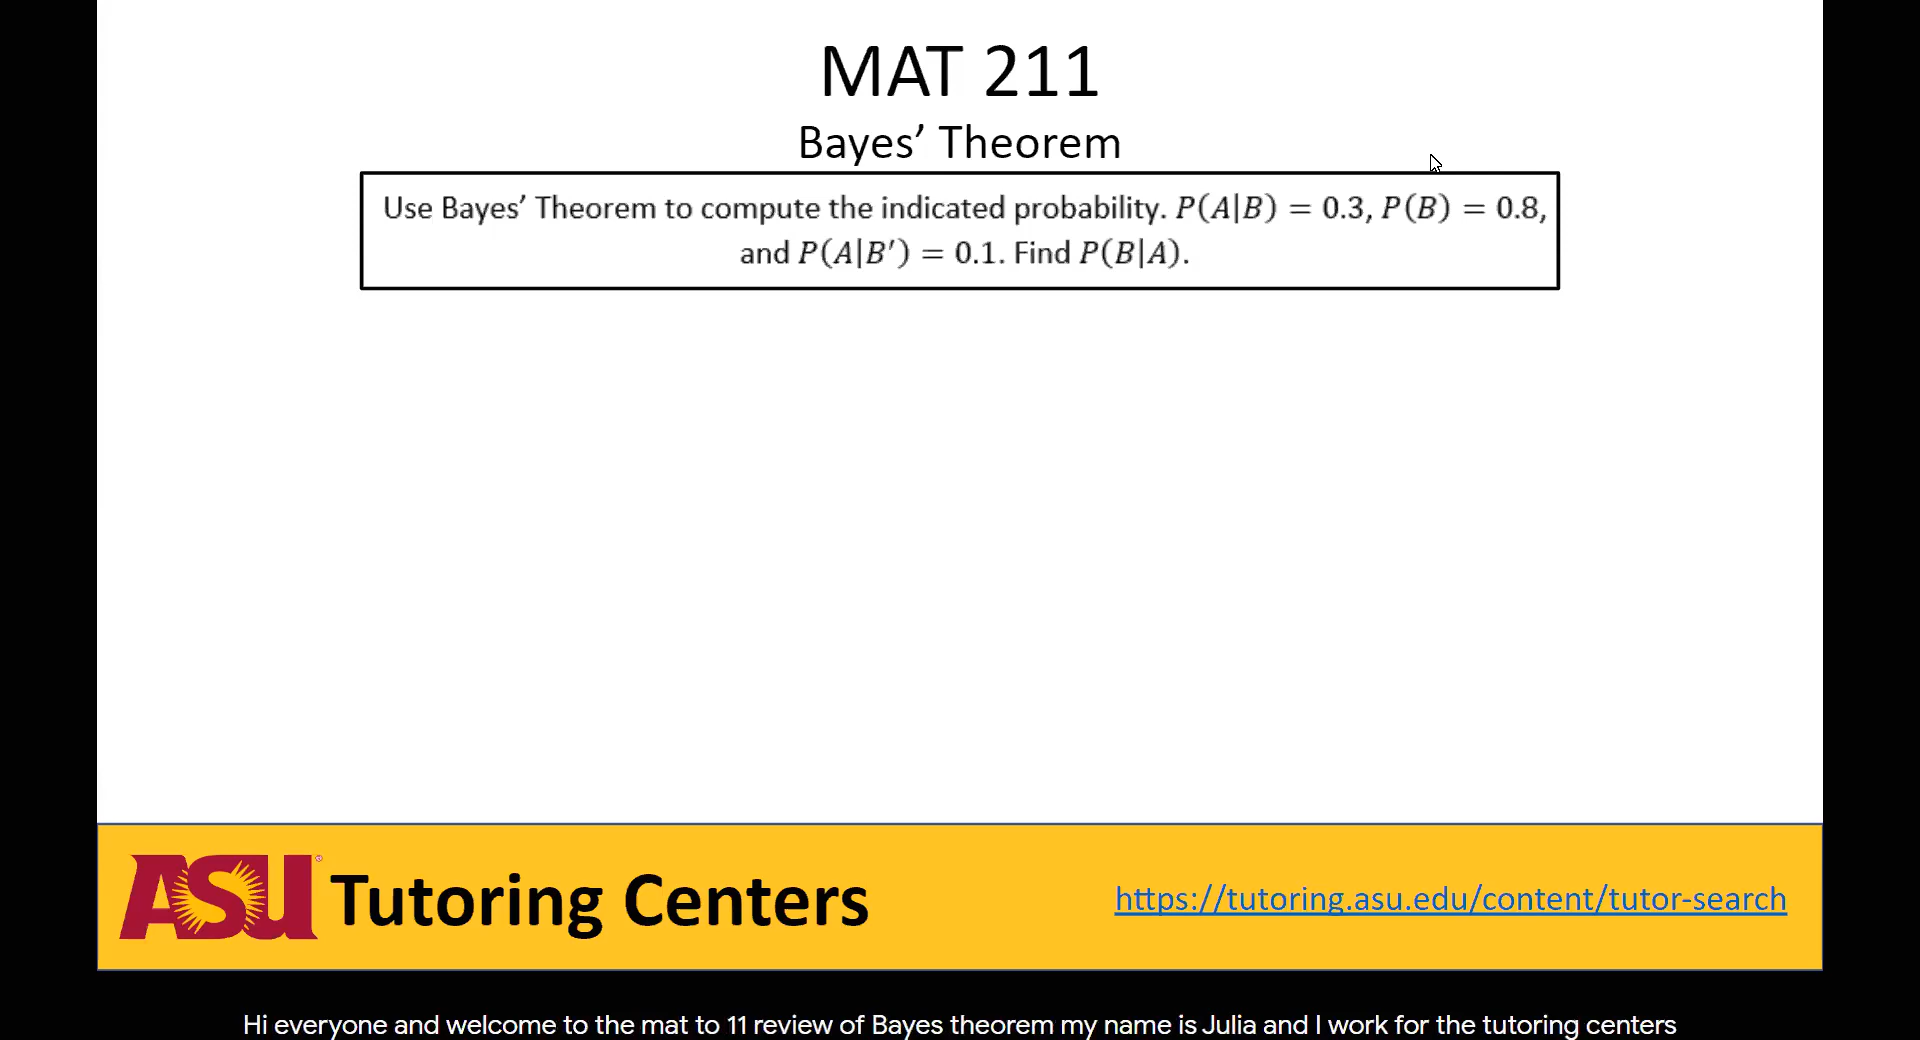 MAT 211
Bayes’ Theorem
Use Bayes’ Theorem to compute the indicated probability. P(A|B) = 0.3, P(B) = 0.8,
and P(A|B′) = 0.1. Find P(B|A).
ASU® Tutoring Centers
https://tutoring.asu.edu/content/tutor-search
Hi everyone and welcome to the mat to 11 review of Bayes theorem my name is Julia and I work for the tutoring centers